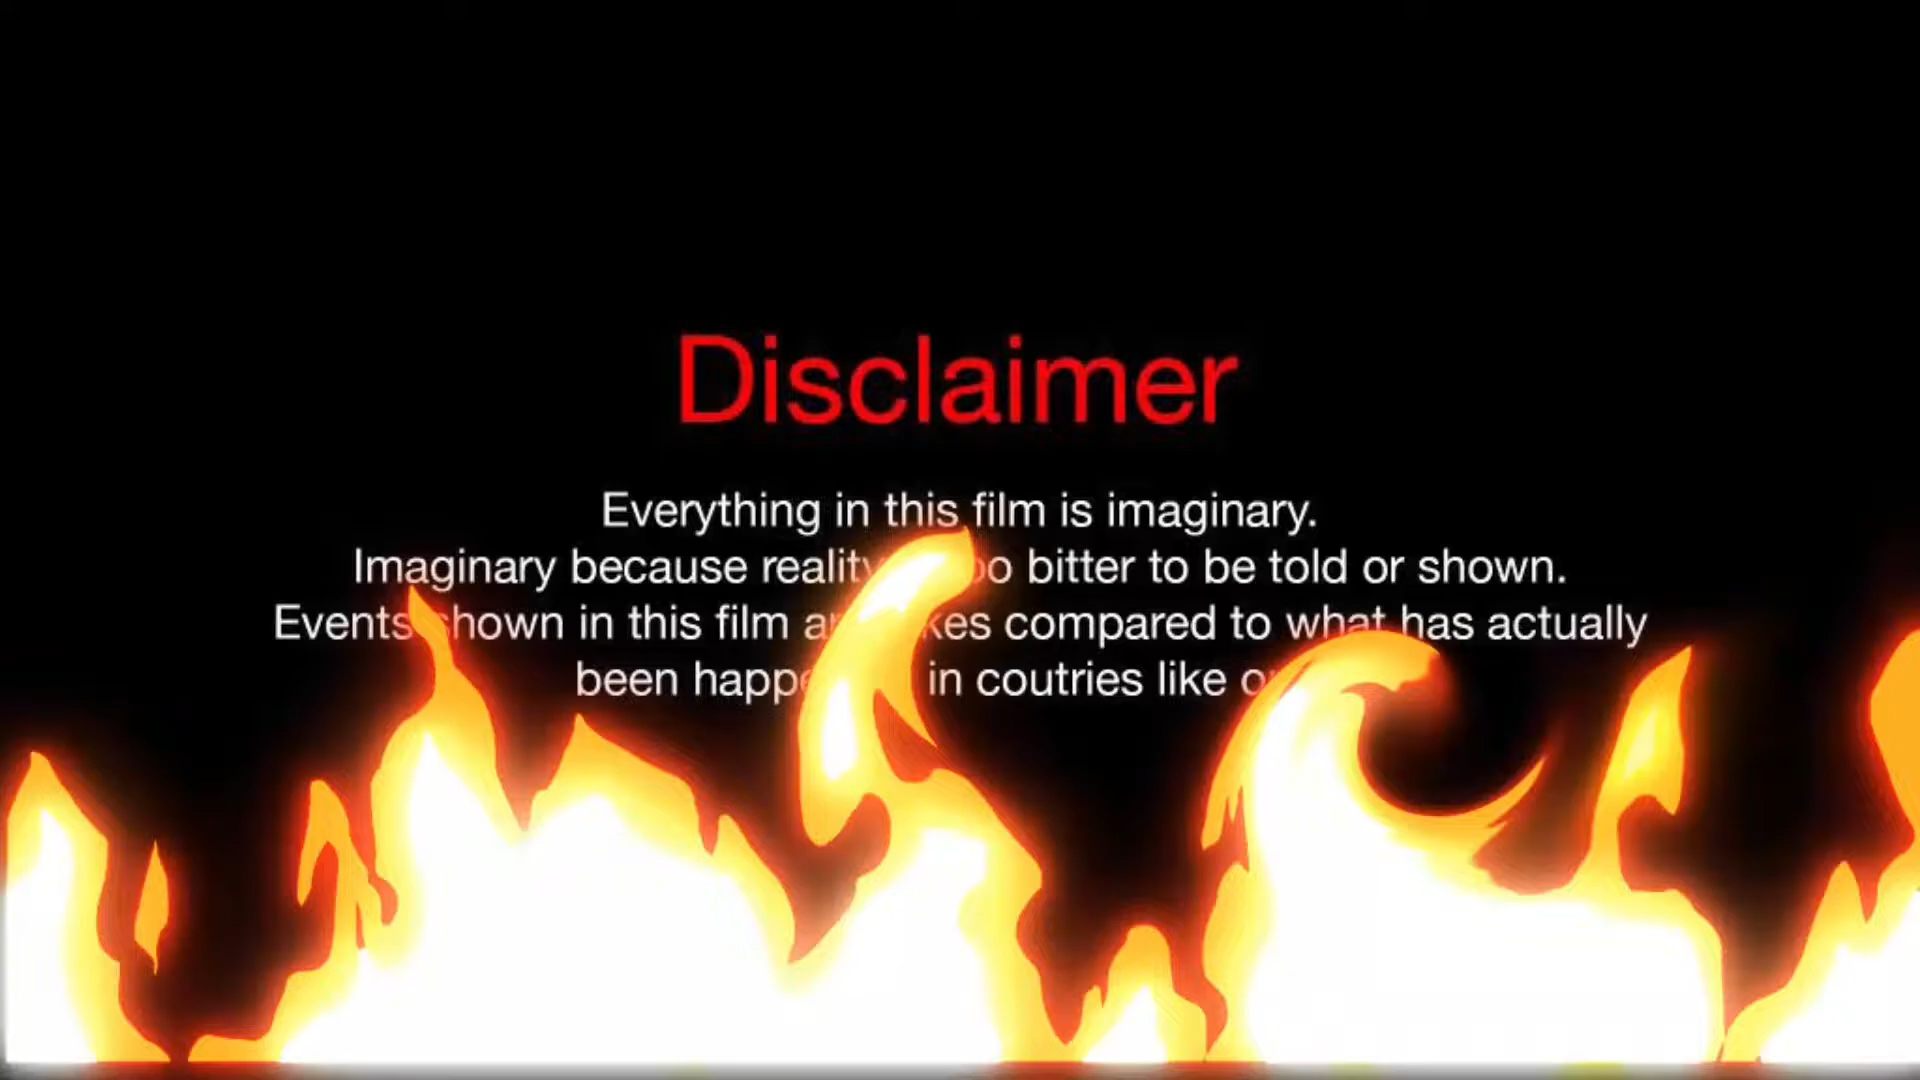 Disclaimer
Everything in this film is imaginary.
Imaginary because reality bitter to be told or shown.
Events shown in this film compared to what has actually
been in coutries like